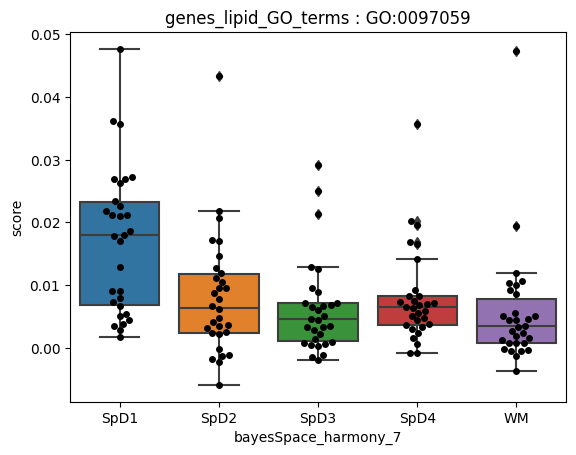 genes_lipid_GO_terms : GO:0097059
0.05
0.04
0.03
0.02
0.01
0.00
score
SpD1 SpD2 SpD3 SpD4 WM
bayesSpace_harmony_7